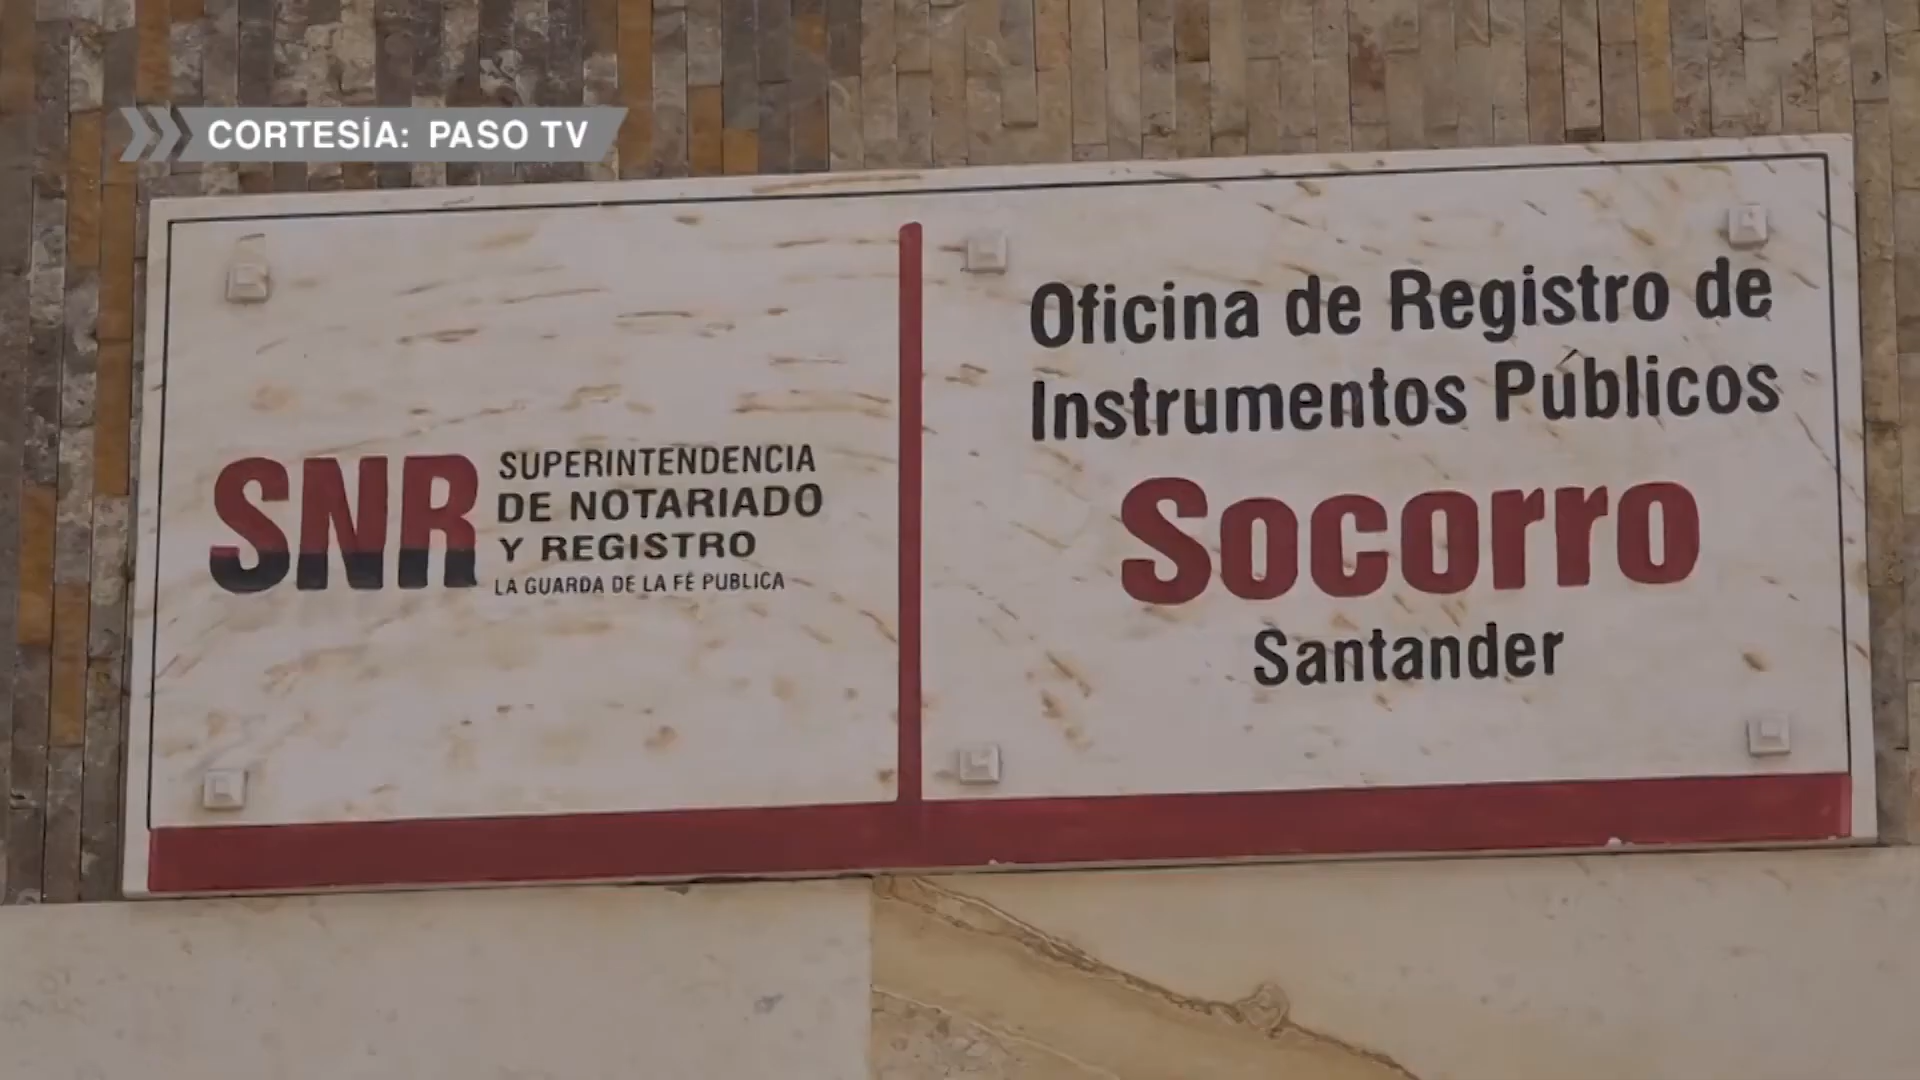 CORTESÍA: PASO TV
SNR
SUPERINTENDENCIA
DE NOTARIADO
Y REGISTRO
LA GUARDA DE LA FÉ PUBLICA
Oficina de Registro de
Instrumentos Públicos
Socorro
Santander